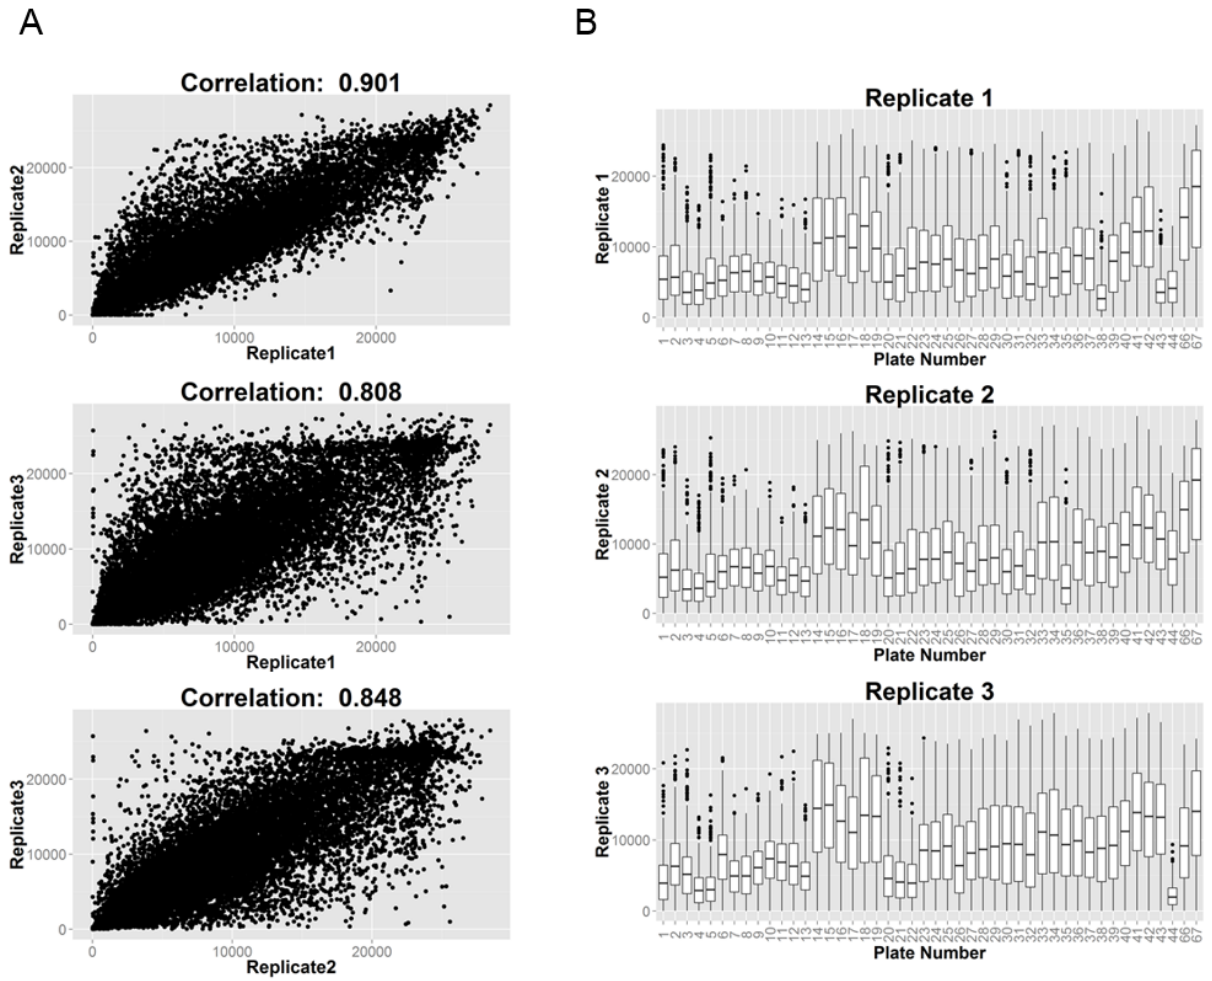 A
Correlation: 0.901
Replicate2
20000
10000
0
0 10000 20000
Replicate1
Correlation: 0.808
Replicate3
20000
10000
0
0 10000 20000
Replicate1
Correlation: 0.848
Replicate3
20000
10000
0
0 10000 20000
Replicate2
B
Replicate 1
Replicate 1
20000
10000
0
1 2 3 4 5 6 7 8 9 10 11 12 13 14 15 16 17 18 19 20 21 22 23 24 25 26 27 28 29 30 31 32 33 34 35 36 37 38 39 40 41 42 43 44 66 67
Plate Number
Replicate 2
Replicate 2
20000
10000
0
1 2 3 4 5 6 7 8 9 10 11 12 13 14 15 16 17 18 19 20 21 22 23 24 25 26 27 28 29 30 31 32 33 34 35 36 37 38 39 40 41 42 43 44 66 67
Plate Number
Replicate 3
Replicate 3
20000
10000
0
1 2 3 4 5 6 7 8 9 10 11 12 13 14 15 16 17 18 19 20 21 22 23 24 25 26 27 28 29 30 31 32 33 34 35 36 37 38 39 40 41 42 43 44 66 67
Plate Number